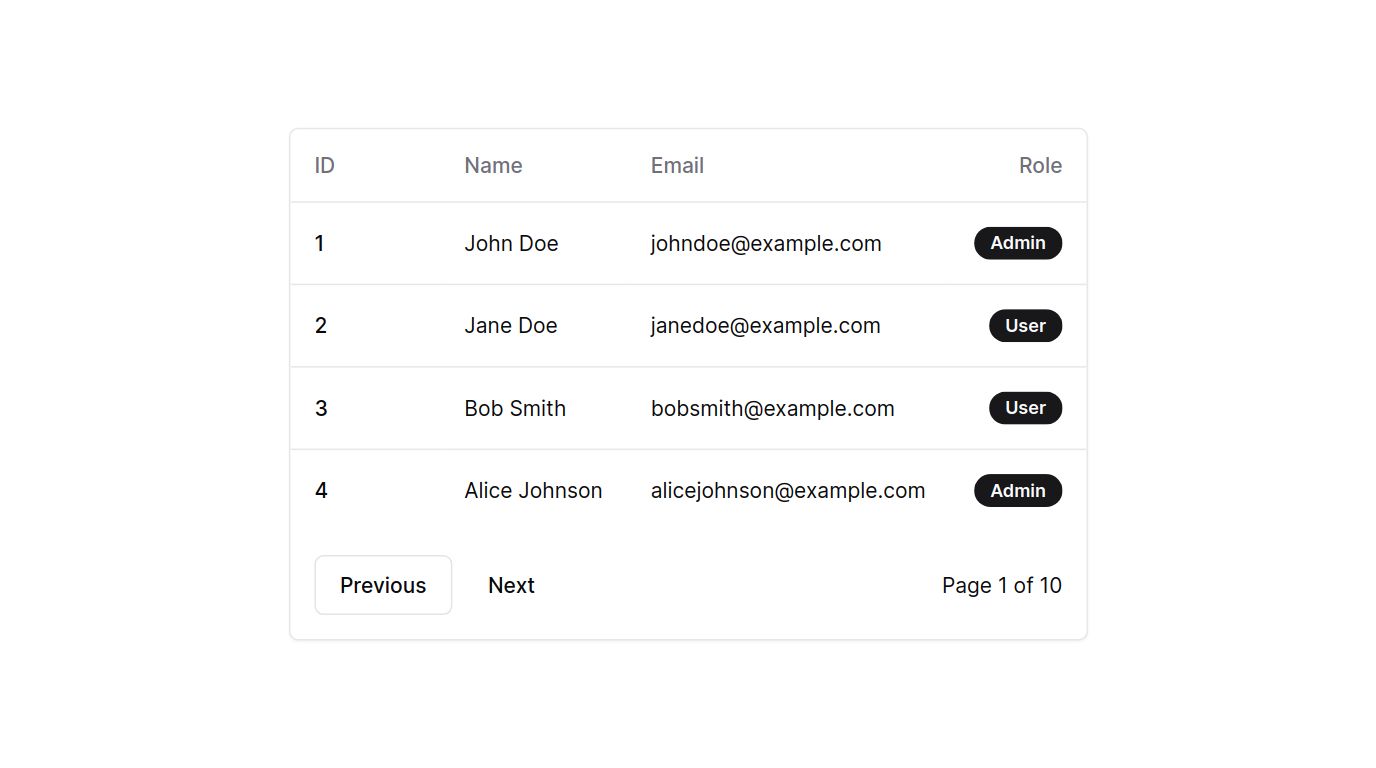 ID Name Email Role
1 John Doe johndoe@example.com Admin
2 Jane Doe janedoe@example.com User
3 Bob Smith bobsmith@example.com User
4 Alice Johnson alicejohnson@example.com Admin
Previous Next Page 1 of 10